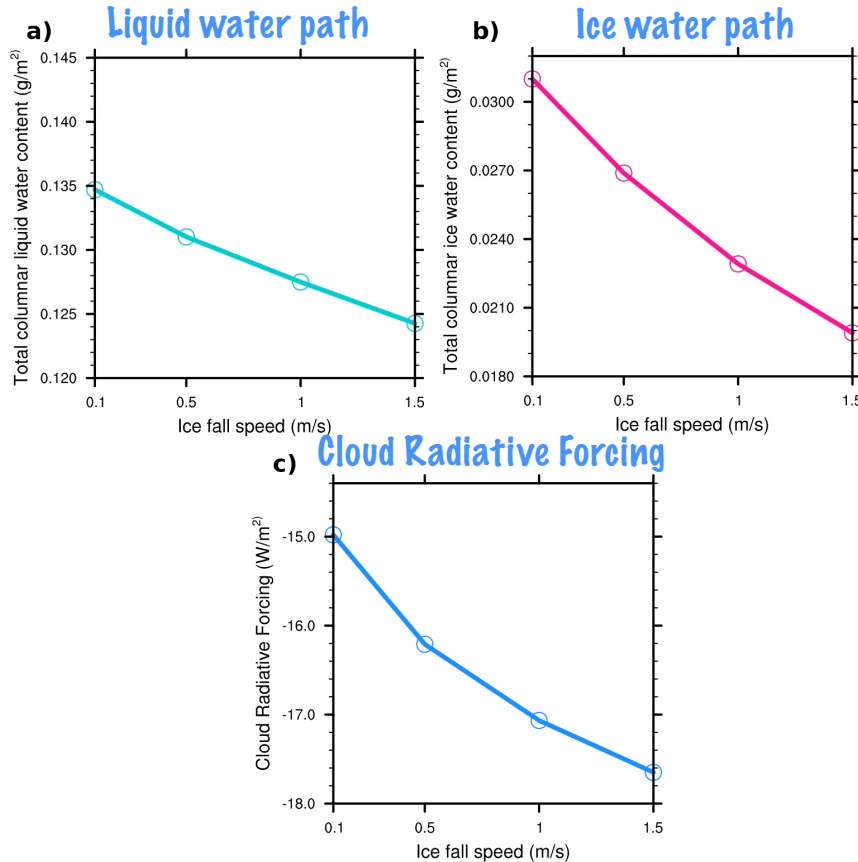 a)
Liquid water path
Total columnar liquid water content (g/m²)
0.145
0.140
0.135
0.130
0.125
0.120
0.1 0.5 1 1.5
Ice fall speed (m/s)
b)
Ice water path
Total columnar ice water content (g/m²)
0.0300
0.0270
0.0240
0.0210
0.0180
0.1 0.5 1 1.5
Ice fall speed (m/s)
c)
Cloud Radiative Forcing
Cloud Radiative Forcing (W/m²)
-15.0
-16.0
-17.0
-18.0
0.1 0.5 1 1.5
Ice fall speed (m/s)